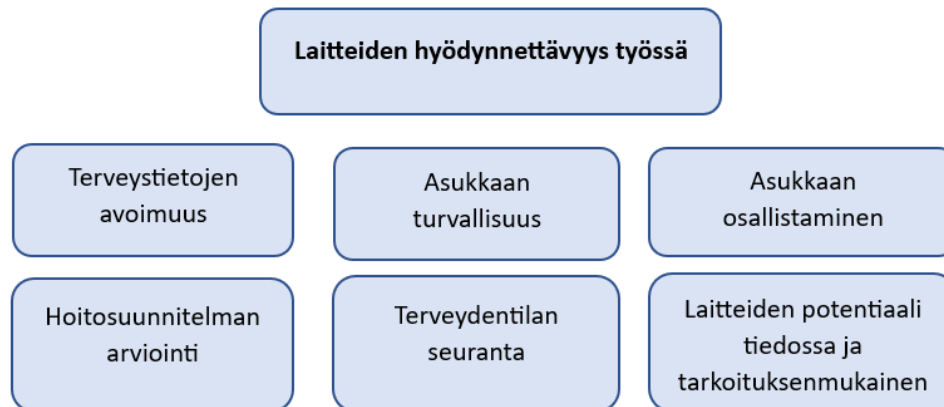 Laitteiden hyödynnettävyys työssä
Terveystietojen
avoimuus
Asukkaan
turvallisuus
Asukkaan
osallistaminen
Hoitosuunnitelman
arviointi
Terveydentilan
seuranta
Laitteiden potentiaali
tiedossa ja
tarkoituksenmukainen